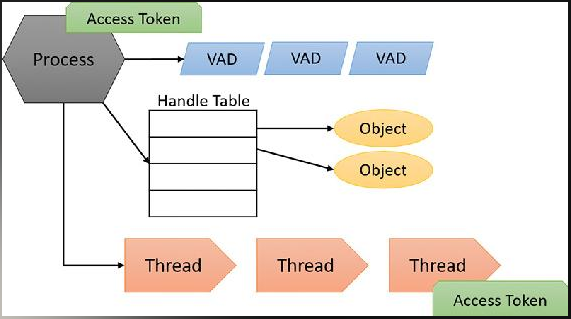 Access Token
Process
VAD
VAD
VAD
Handle Table
Object
Object
Thread
Thread
Thread
Access Token